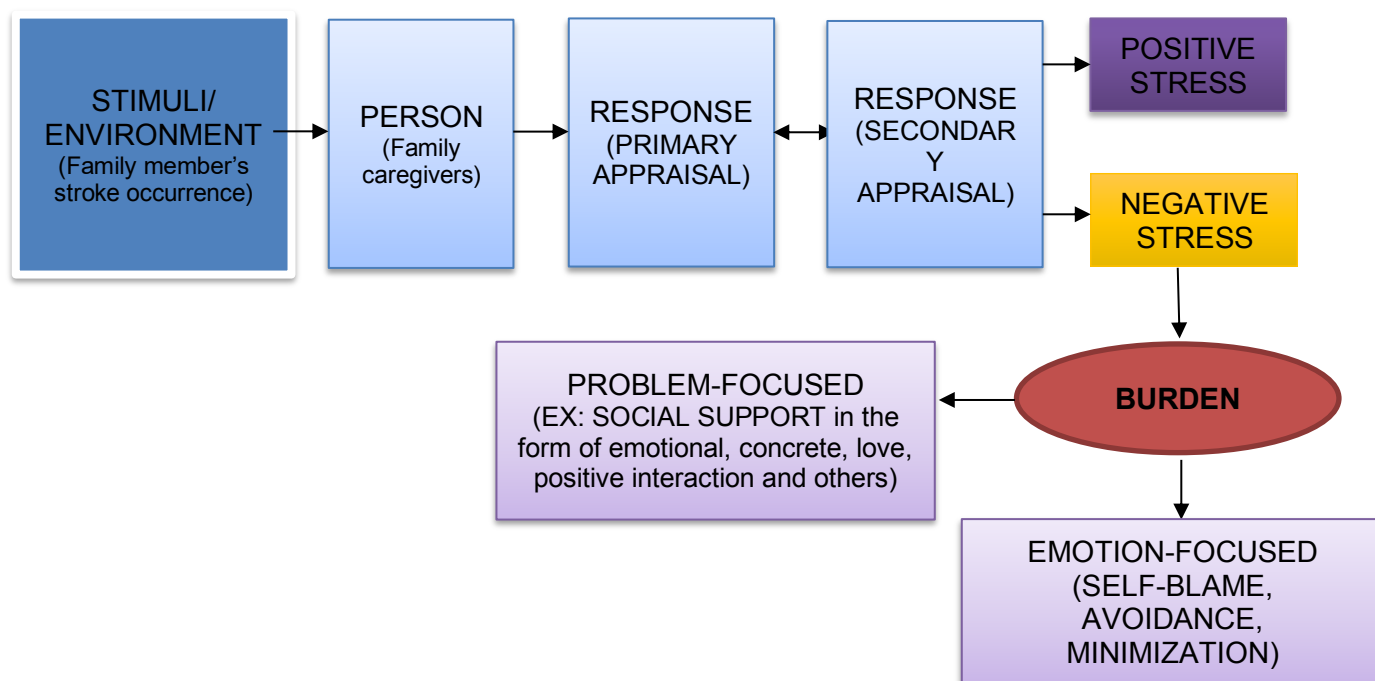 STIMULI/
ENVIRONMENT
(Family member’s
stroke occurrence)
PERSON
(Family
caregivers)
RESPONSE
(PRIMARY
APPRAISAL)
RESPONSE
(SECONDAR
Y
APPRAISAL)
POSITIVE
STRESS
NEGATIVE
STRESS
BURDEN
PROBLEM-FOCUSED
(EX: SOCIAL SUPPORT in the
form of emotional, concrete, love,
positive interaction and others)
EMOTION-FOCUSED
(SELF-BLAME,
AVOIDANCE,
MINIMIZATION)